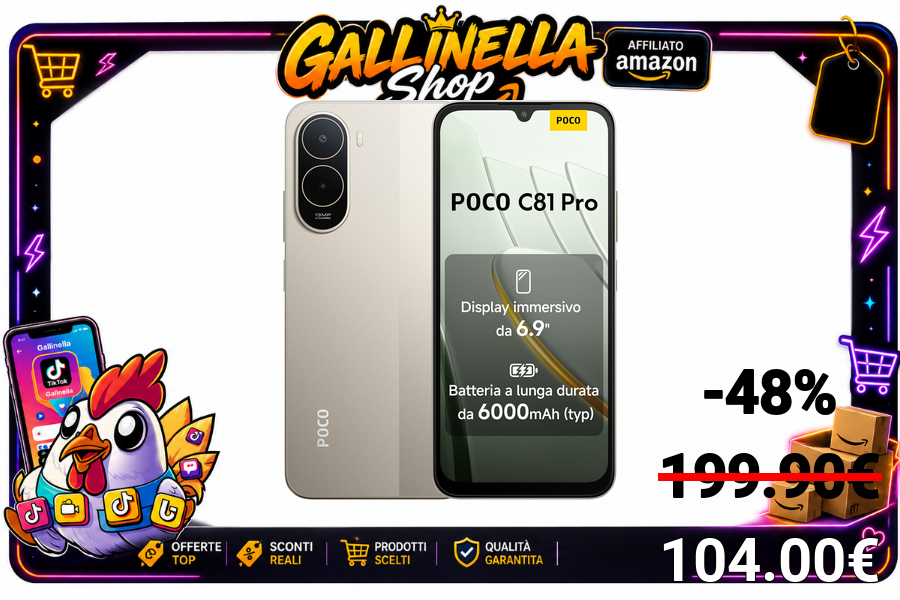 GALLINELLA
Shop
AFFILIATO
amazon
POCO
POCO C81 Pro
13MP
Display immersivo
da 6.9"
Batteria a lunga durata
da 6000mAh (typ)
POCO
Gallinella
TikTok
Gallinella
-48%
199.90€
104.00€
OFFERTE
TOP
SCONTI
REALI
PRODOTTI
SCELTI
QUALITÀ
GARANTITA